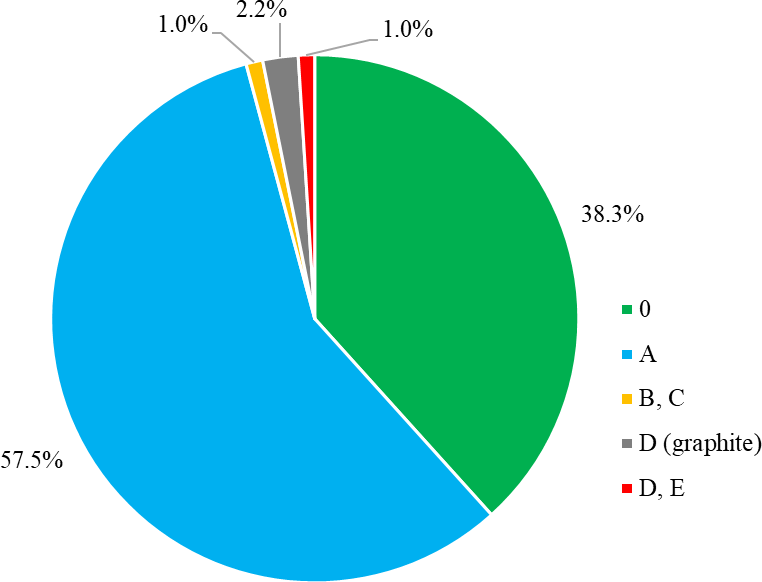 1.0%
2.2%
1.0%
38.3%
57.5%
0
A
B, C
D (graphite)
D, E